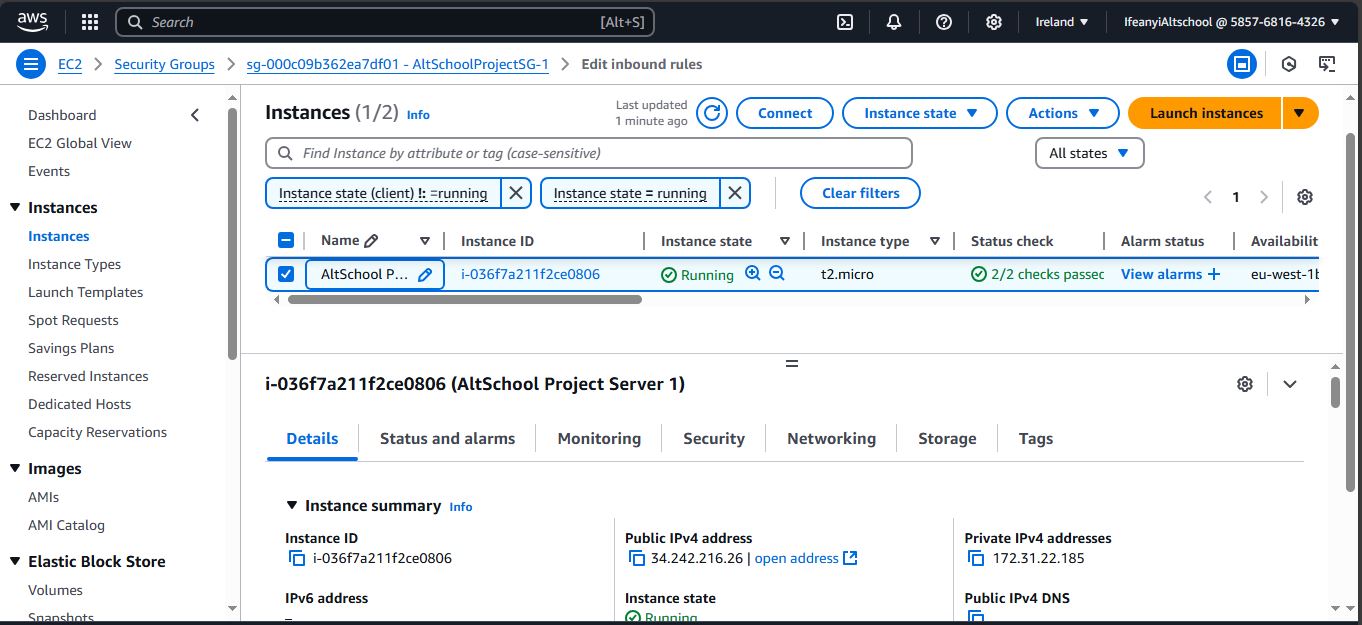 aws Search [Alt+S] Ireland IfeanyiAltschool @ 5857-6816-4326
EC2 Security Groups sg-000c09b362ea7df01 - AltSchoolProjectSG-1 Edit inbound rules
Dashboard
EC2 Global View
Events
Instances
Instances
Instance Types
Launch Templates
Spot Requests
Savings Plans
Reserved Instances
Dedicated Hosts
Capacity Reservations
Images
AMIs
AMI Catalog
Elastic Block Store
Volumes
Snapshots
Instances (1/2) Info
Last updated
1 minute ago
Connect Instance state Actions Launch instances
Find Instance by attribute or tag (case-sensitive) All states
Instance state (client) !: =running Instance state = running Clear filters 1
Name Instance ID Instance state Instance type Status check Alarm status Availabilit
AltSchool P... i-036f7a211f2ce0806 Running t2.micro 2/2 checks passec View alarms + eu-west-1b
i-036f7a211f2ce0806 (AltSchool Project Server 1)
Details Status and alarms Monitoring Security Networking Storage Tags
Instance summary Info
Instance ID
i-036f7a211f2ce0806
IPv6 address
–
Public IPv4 address
34.242.216.26 | open address
Instance state
Running
Private IPv4 addresses
172.31.22.185
Public IPv4 DNS